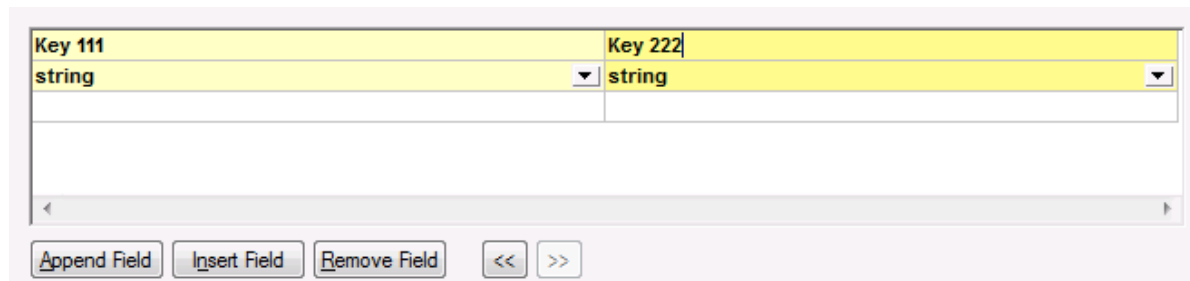 Key 111 Key 222
string string
Append Field Insert Field Remove Field << >>